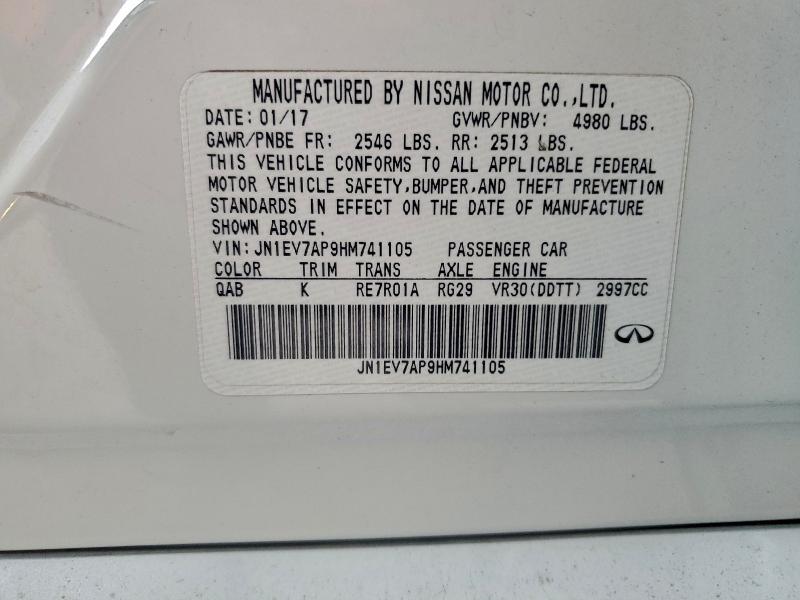 MANUFACTURED BY NISSAN MOTOR CO.,LTD.
DATE: 01/17 GVWR/PNBV: 4980 LBS.
GAWR/PNBE FR: 2546 LBS. RR: 2513 LBS.
THIS VEHICLE CONFORMS TO ALL APPLICABLE FEDERAL
MOTOR VEHICLE SAFETY,BUMPER,AND THEFT PREVENTION
STANDARDS IN EFFECT ON THE DATE OF MANUFACTURE
SHOWN ABOVE.
VIN:JN1EV7AP9HM741105 PASSENGER CAR
COLOR TRIM TRANS AXLE ENGINE
QAB K RE7R01A RG29 VR30(DDTT) 2997CC
JN1EV7AP9HM741105